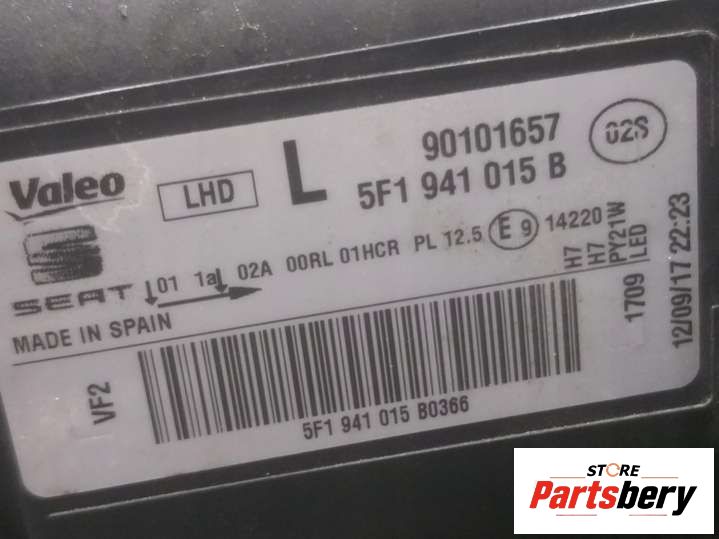 Valeo LHD L 90101657 02S
5F1 941 015 B
SEAT 01 1a 02A 00RL 01HCR PL 12.5 E9 14220
MADE IN SPAIN
H7
H7
PY21W
LED
1709
12/09/17 22:23
VF2
5F1 941 015 B0366
STORE
Partsbery